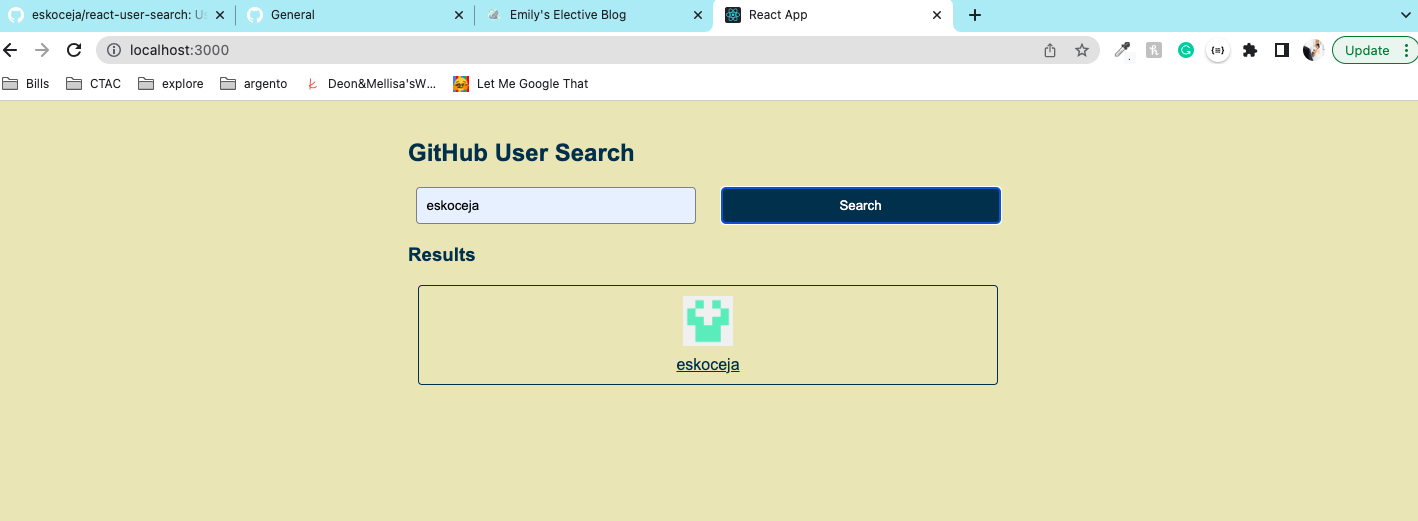 eskoceja/react-user-search: Us
General
Emily's Elective Blog
React App
localhost:3000
Update
Bills
CTAC
explore
argento
Deon&Mellisa'sW...
Let Me Google That
GitHub User Search
eskoceja
Search
Results
eskoceja